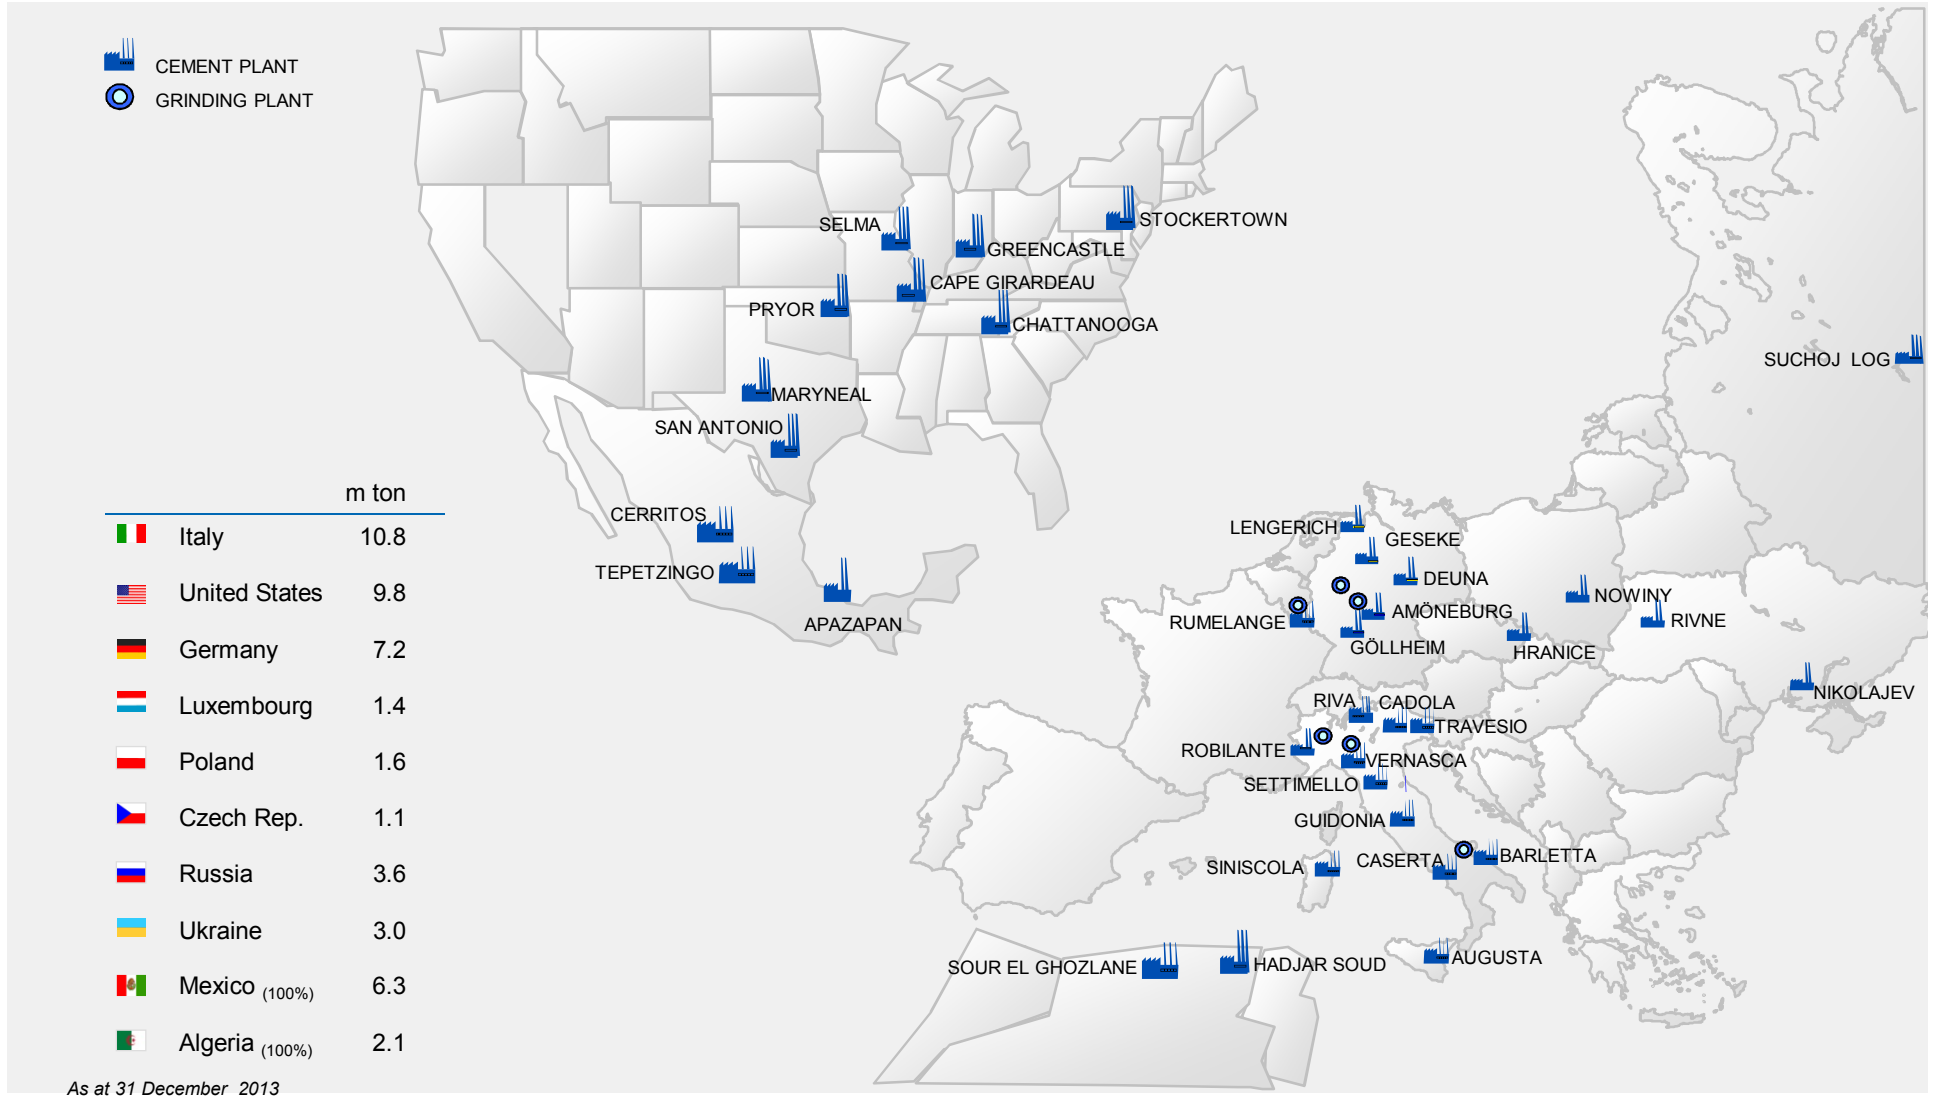 CEMENT PLANT
GRINDING PLANT
SELMA
STOCKERTOWN
GREENCASTLE
CAPE GIRARDEAU
PRYOR
CHATTANOOGA
SUCHOJ LOG
MARYNEAL
SAN ANTONIO
CERRITOS
TEPETZINGO
APAZAPAN
LENGERICH
GESEKE
DEUNA
NOWINY
AMÖNEBURG
RUMELANGE
RIVNE
GÖLLHEIM
HRANICE
NIKOLAJEV
RIVA
CADOLA
TRAVESIO
ROBILANTE
VERNASCA
SETTIMELLO
GUIDONIA
SINISCOLA
CASERTA
BARLETTA
SOUR EL GHOZLANE
HADJAR SOUD
AUGUSTA
m ton
Italy 10.8
United States 9.8
Germany 7.2
Luxembourg 1.4
Poland 1.6
Czech Rep. 1.1
Russia 3.6
Ukraine 3.0
Mexico (100%) 6.3
Algeria (100%) 2.1
As at 31 December 2013